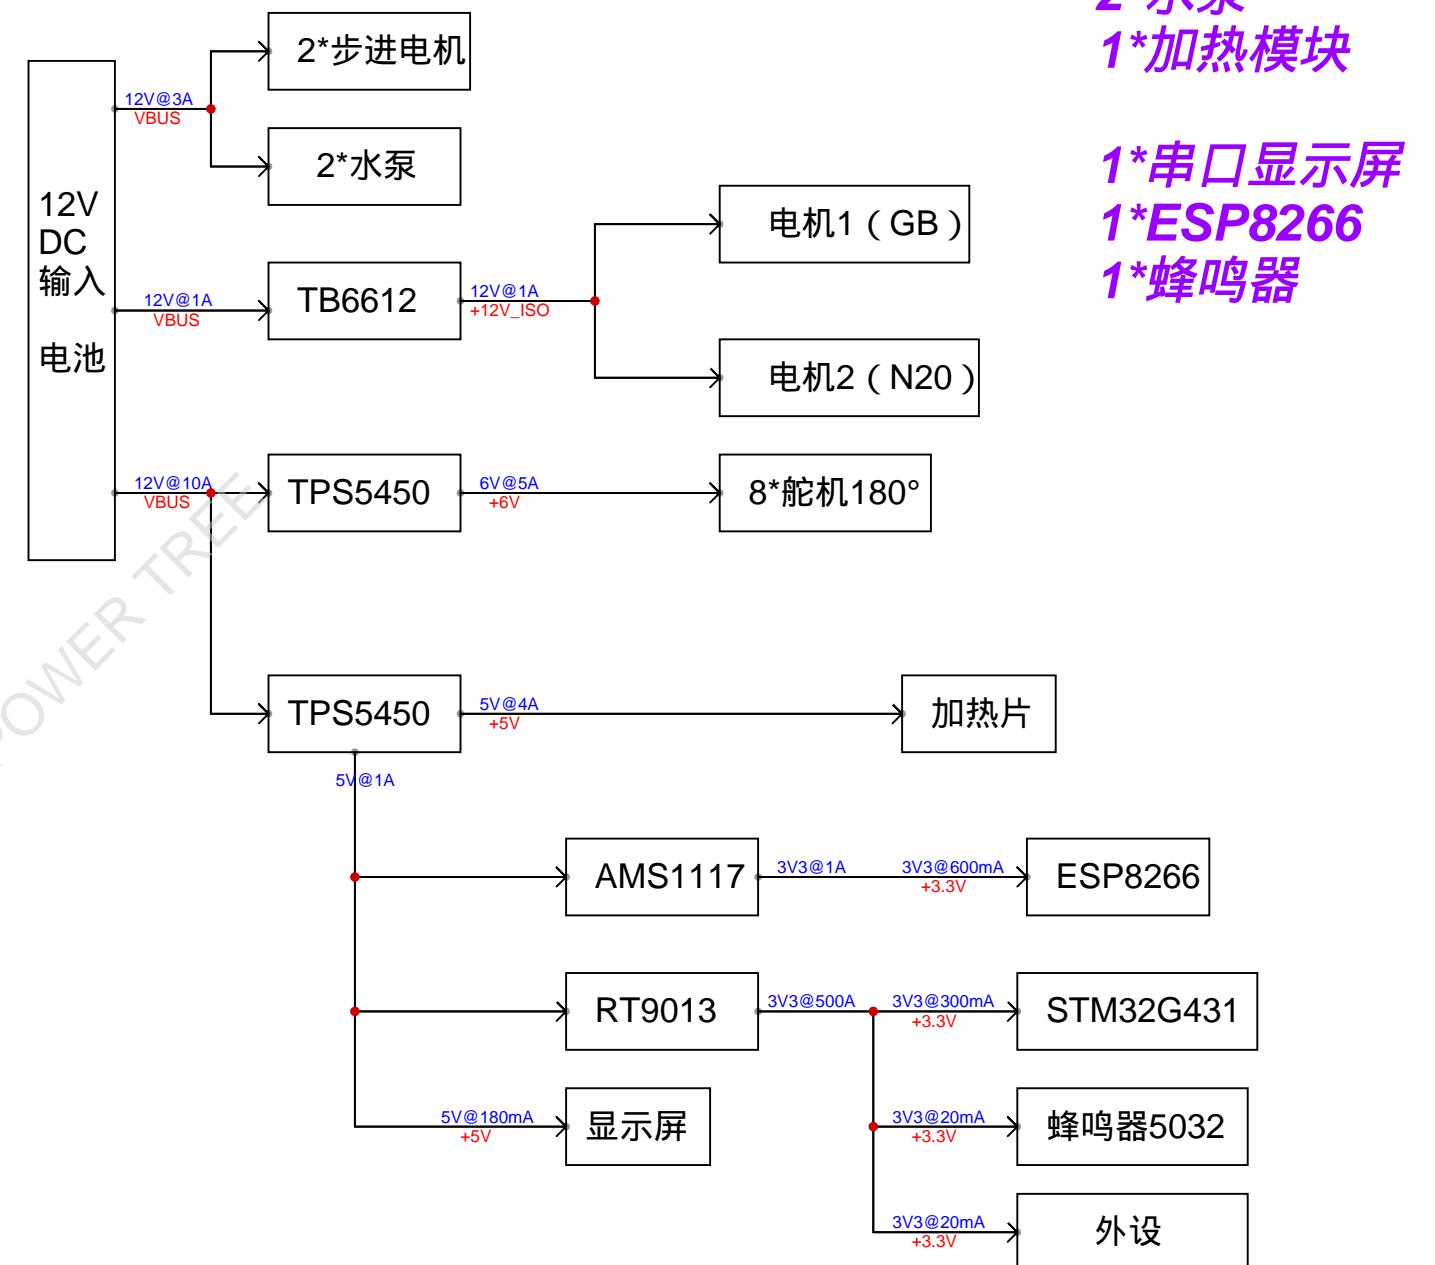 2*水泵
1*加热模块
1*串口显示屏
1*ESP8266
1*蜂鸣器
12V
DC
输入
电池
12V@3A
VBUS
2*步进电机
2*水泵
12V@1A
VBUS
TB6612
12V@1A
+12V_ISO
电机1（GB）
电机2（N20）
12V@10A
VBUS
TPS5450
6V@5A
+6V
8*舵机180°
TPS5450
5V@4A
+5V
加热片
5V@1A
AMS1117
3V3@1A
3V3@600mA
+3.3V
ESP8266
RT9013
3V3@500A
3V3@300mA
+3.3V
STM32G431
5V@180mA
+5V
显示屏
3V3@20mA
+3.3V
蜂鸣器5032
3V3@20mA
+3.3V
外设
POWER TREE